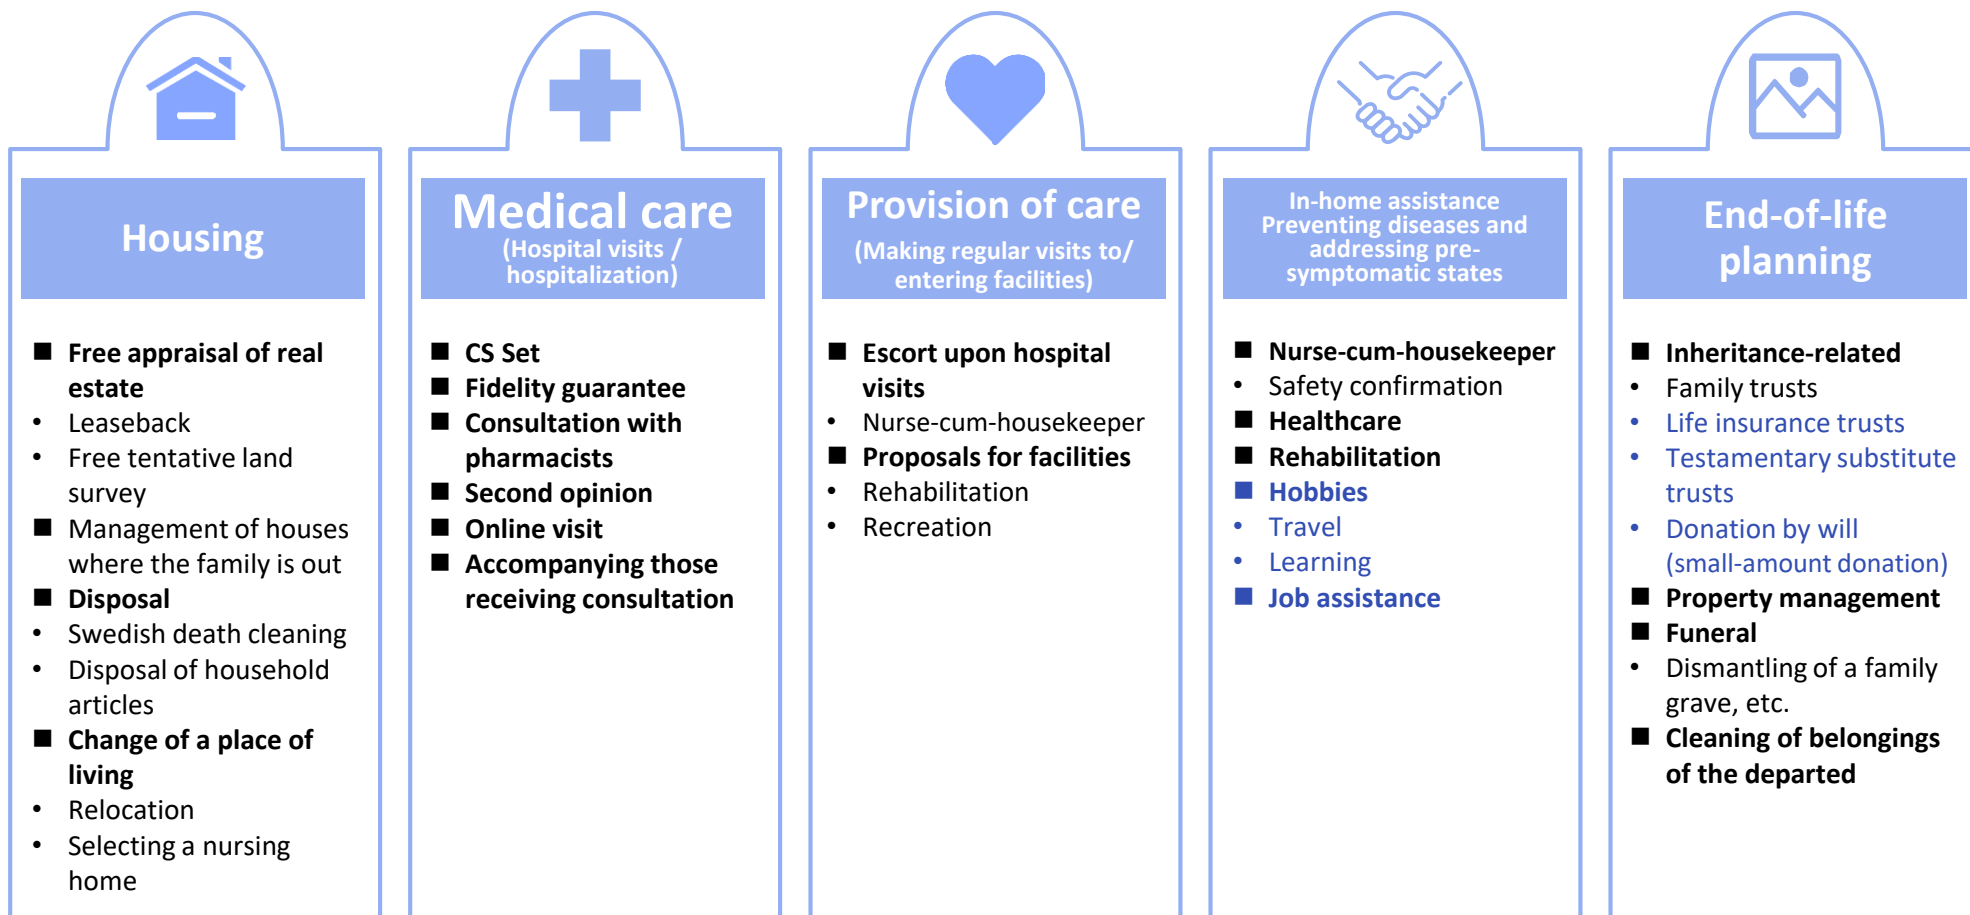 Housing
■ Free appraisal of real
estate
• Leaseback
• Free tentative land
survey
■ Management of houses
where the family is out
■ Disposal
• Swedish death cleaning
• Disposal of household
articles
■ Change of a place of
living
• Relocation
• Selecting a nursing
home
Medical care
(Hospital visits /
hospitalization)
■ CS Set
■ Fidelity guarantee
■ Consultation with
pharmacists
■ Second opinion
■ Online visit
■ Accompanying those
receiving consultation
Provision of care
(Making regular visits to/
entering facilities)
■ Escort upon hospital
visits
• Nurse-cum-housekeeper
■ Proposals for facilities
• Rehabilitation
• Recreation
In-home assistance
Preventing diseases and
addressing pre-
symptomatic states
■ Nurse-cum-housekeeper
• Safety confirmation
■ Healthcare
■ Rehabilitation
■ Hobbies
• Travel
• Learning
■ Job assistance
End-of-life
planning
■ Inheritance-related
• Family trusts
• Life insurance trusts
• Testamentary substitute
trusts
• Donation by will
(small-amount donation)
■ Property management
■ Funeral
• Dismantling of a family
grave, etc.
■ Cleaning of belongings
of the departed